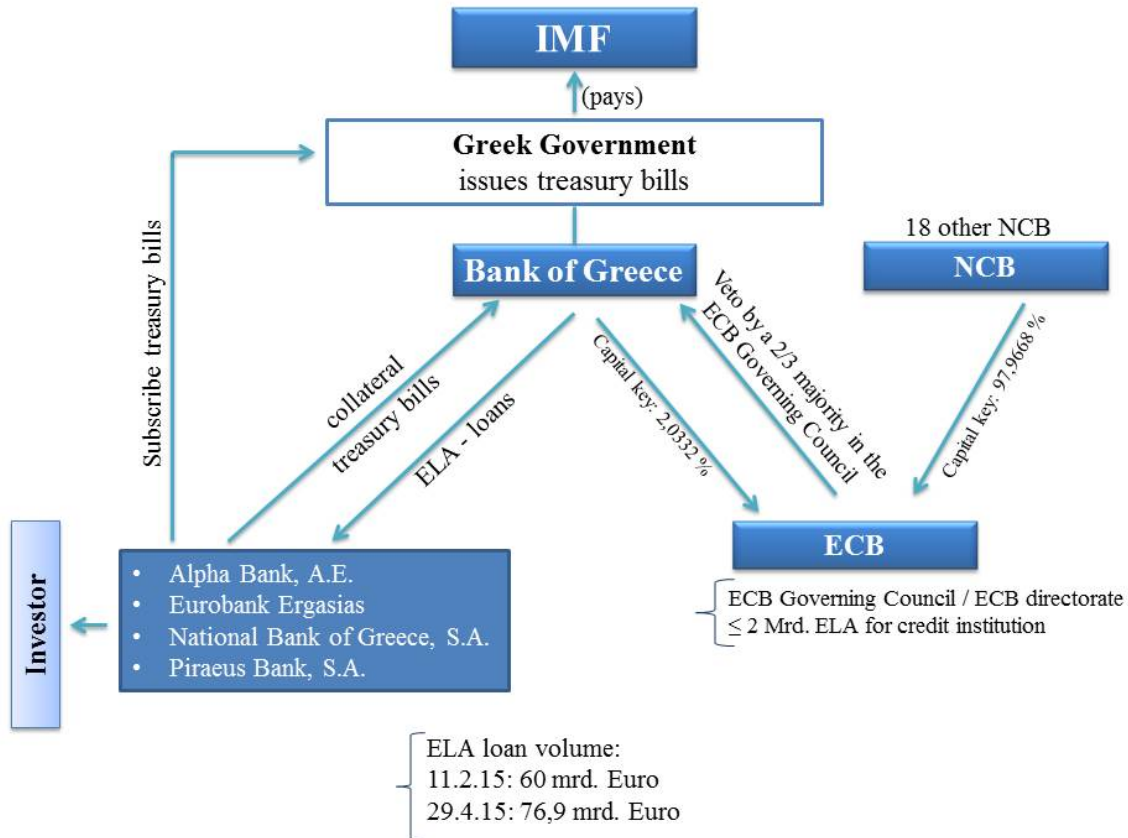 IMF
(pays)
Greek Government
issues treasury bills
18 other NCB
NCB
Bank of Greece
Subscribe treasury bills
collateral
treasury bills
ELA - loans
Capital key: 2,0332 %
Veto by a 2/3 majority in the
ECB Governing Council
Capital key: 97.9668 %
ECB
ECB Governing Council / ECB directorate
≤ 2 Mrd. ELA for credit institution
Investor
• Alpha Bank, A.E.
• Eurobank Ergasias
• National Bank of Greece, S.A.
• Piraeus Bank, S.A.
ELA loan volume:
11.2.15: 60 mrd. Euro
29.4.15: 76,9 mrd. Euro